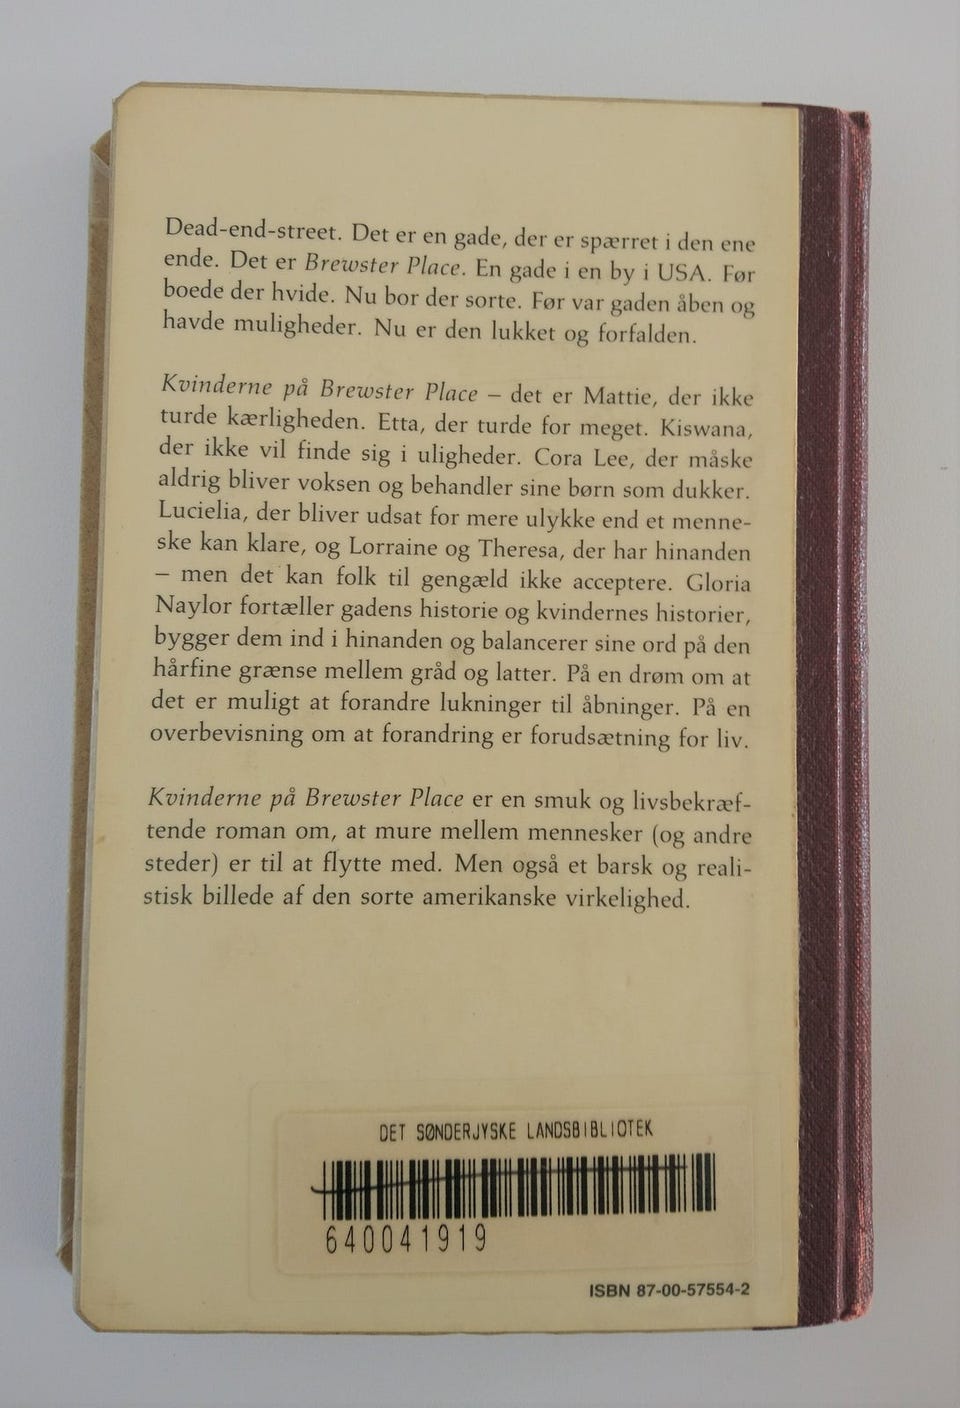 Dead-end-street. Det er en gade, der er spærret i den ene
ende. Det er Brewster Place. En gade i en by i USA. Før
boede der hvide. Nu bor der sorte. Før var gaden åben og
havde muligheder. Nu er den lukket og forfalden.
Kvinderne på Brewster Place – det er Mattie, der ikke
turde kærligheden. Etta, der turde for meget. Kiswana,
der ikke vil finde sig i uligheder. Cora Lee, der måske
aldrig bliver voksen og behandler sine børn som dukker.
Lucielia, der bliver udsat for mere ulykke end et menne-
ske kan klare, og Lorraine og Theresa, der har hinanden
– men det kan folk til gengæld ikke acceptere. Gloria
Naylor fortæller gadens historie og kvindernes historier,
bygger dem ind i hinanden og balancerer sine ord på den
hårfine grænse mellem gråd og latter. På en drøm om at
det er muligt at forandre lukninger til åbninger. På en
overbevisning om at forandring er forudsætning for liv.
Kvinderne på Brewster Place er en smuk og livsbekræf-
tende roman om, at mure mellem mennesker (og andre
steder) er til at flytte med. Men også et barsk og reali-
stisk billede af den sorte amerikanske virkelighed.
DET SØNDERJYSKE LANDSBIBLIOTEK
640041919
ISBN 87-00-57554-2